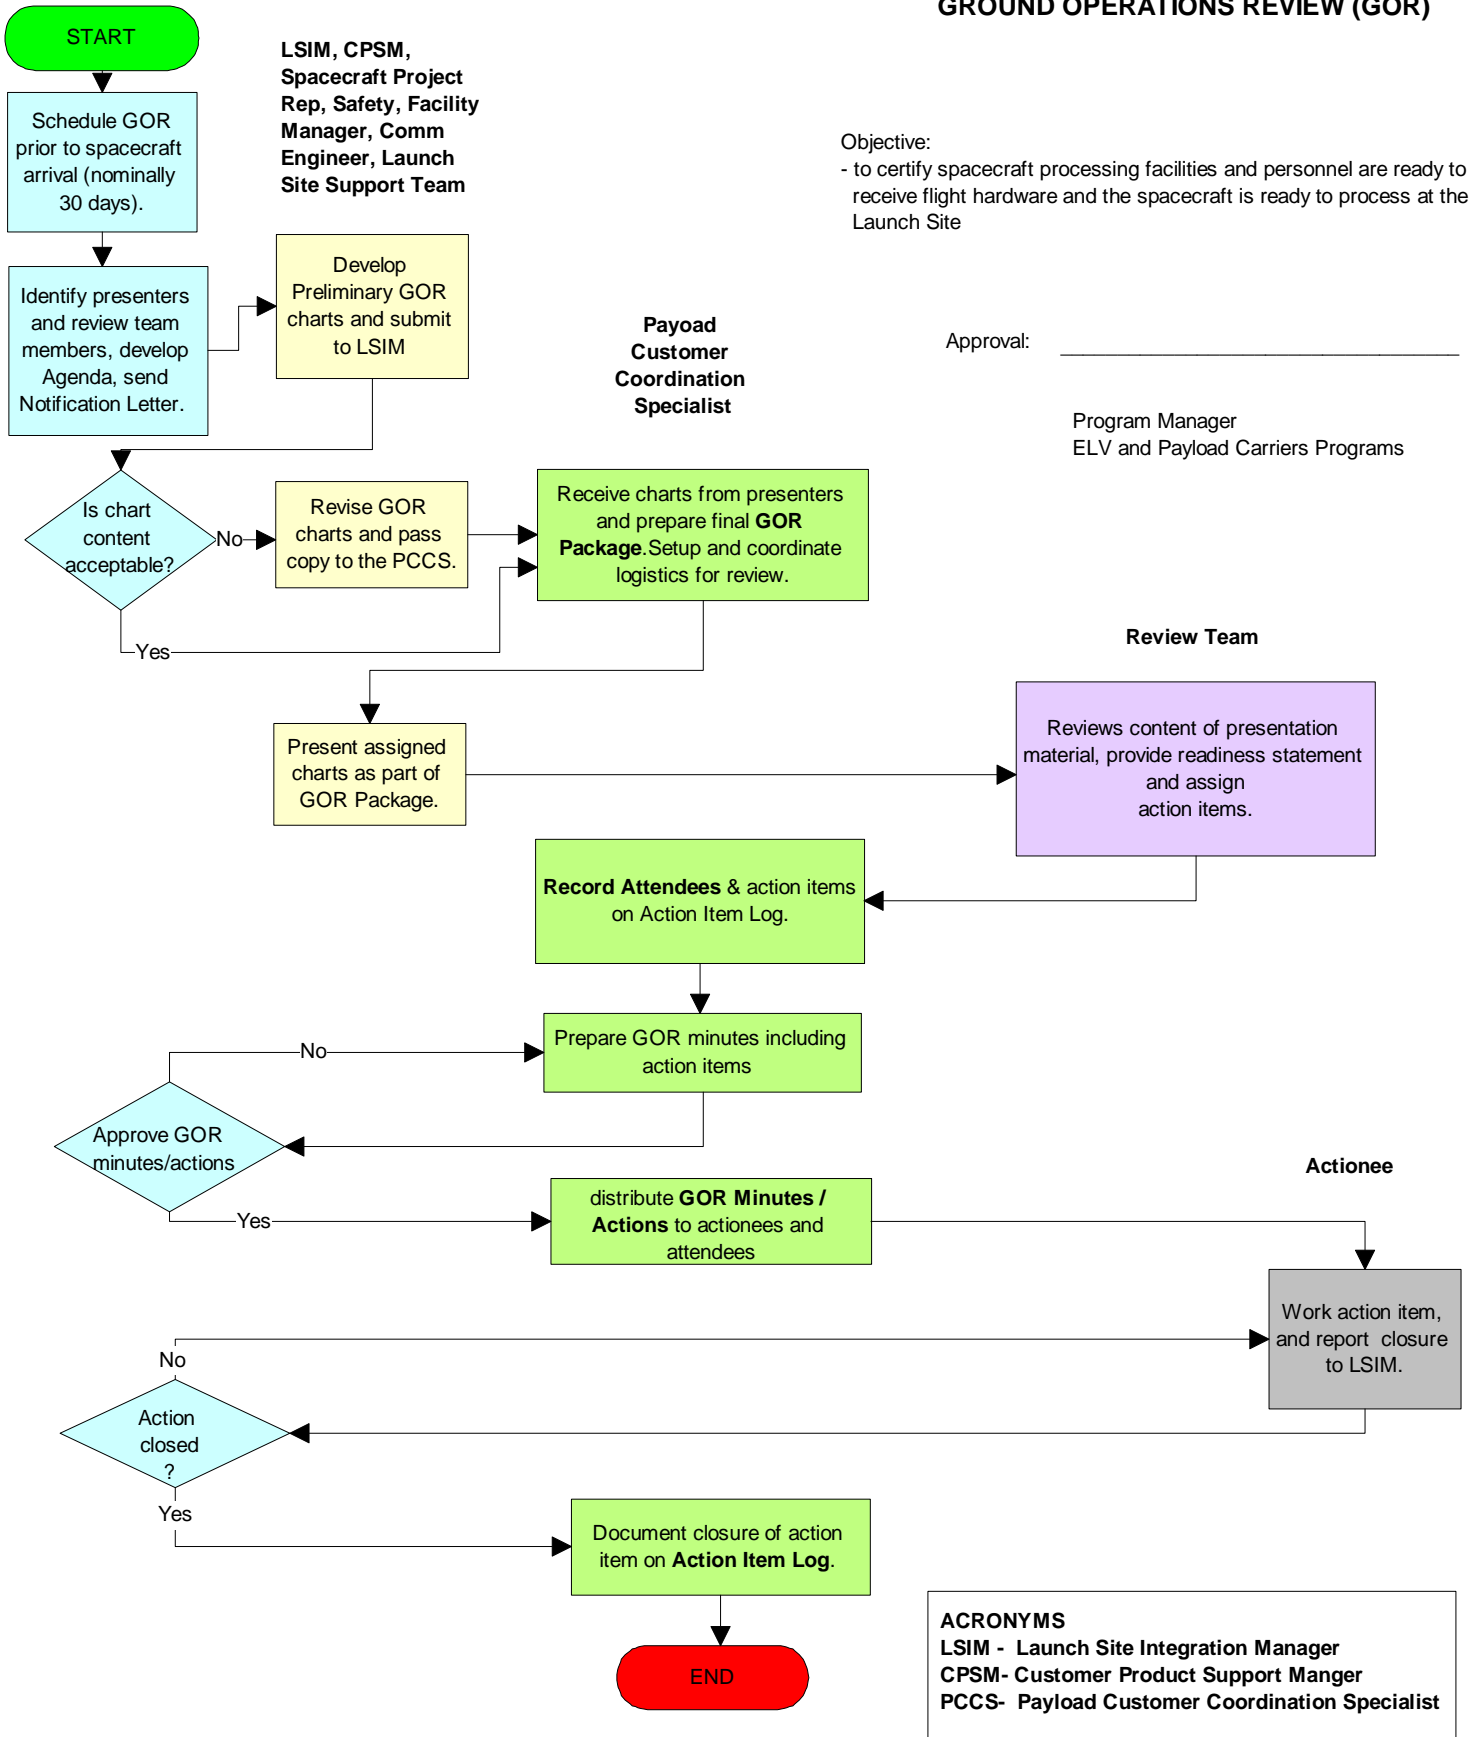 GROUND OPERATIONS REVIEW (GOR)
START
LSIM, CPSM,
Spacecraft Project
Rep, Safety, Facility
Manager, Comm
Engineer, Launch
Site Support Team
Schedule GOR
prior to spacecraft
arrival (nominally
30 days).
Objective:
- to certify spacecraft processing facilities and personnel are ready to
receive flight hardware and the spacecraft is ready to process at the
Launch Site
Identify presenters
and review team
members, develop
Agenda, send
Notification Letter.
Develop
Preliminary GOR
charts and submit
to LSIM
Payoad
Customer
Coordination
Specialist
Approval:
Program Manager
ELV and Payload Carriers Programs
Is chart
content
acceptable?
No
Revise GOR
charts and pass
copy to the PCCS.
Receive charts from presenters
and prepare final GOR
Package.Setup and coordinate
logistics for review.
Yes
Review Team
Present assigned
charts as part of
GOR Package.
Reviews content of presentation
material, provide readiness statement
and assign
action items.
Record Attendees & action items
on Action Item Log.
Prepare GOR minutes including
action items
No
Approve GOR
minutes/actions
Yes
distribute GOR Minutes /
Actions to actionees and
attendees
Actionee
Work action item,
and report closure
to LSIM.
No
Action
closed
?
Yes
Document closure of action
item on Action Item Log.
END
ACRONYMS
LSIM - Launch Site Integration Manager
CPSM- Customer Product Support Manger
PCCS- Payload Customer Coordination Specialist